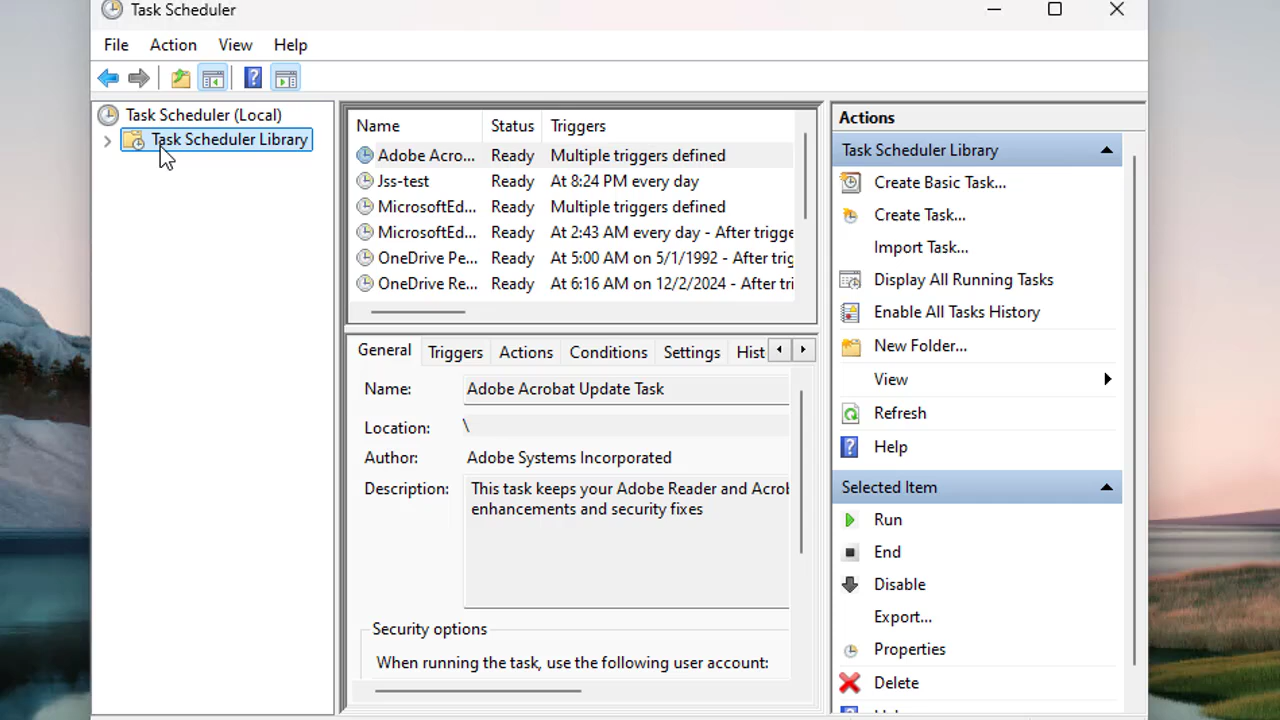 Task Scheduler
File Action View Help
Task Scheduler (Local)
Task Scheduler Library
Name Status Triggers
Adobe Acro... Ready Multiple triggers defined
Jss-test Ready At 8:24 PM every day
MicrosoftEd... Ready Multiple triggers defined
MicrosoftEd... Ready At 2:43 AM every day - After trigge
OneDrive Pe... Ready At 5:00 AM on 5/1/1992 - After trig
OneDrive Re... Ready At 6:16 AM on 12/2/2024 - After tri
General Triggers Actions Conditions Settings Hist
Name: Adobe Acrobat Update Task
Location: \
Author: Adobe Systems Incorporated
Description: This task keeps your Adobe Reader and Acrob
enhancements and security fixes
Security options
When running the task, use the following user account:
Actions
Task Scheduler Library
Create Basic Task...
Create Task...
Import Task...
Display All Running Tasks
Enable All Tasks History
New Folder...
View
Refresh
Help
Selected Item
Run
End
Disable
Export...
Properties
Delete